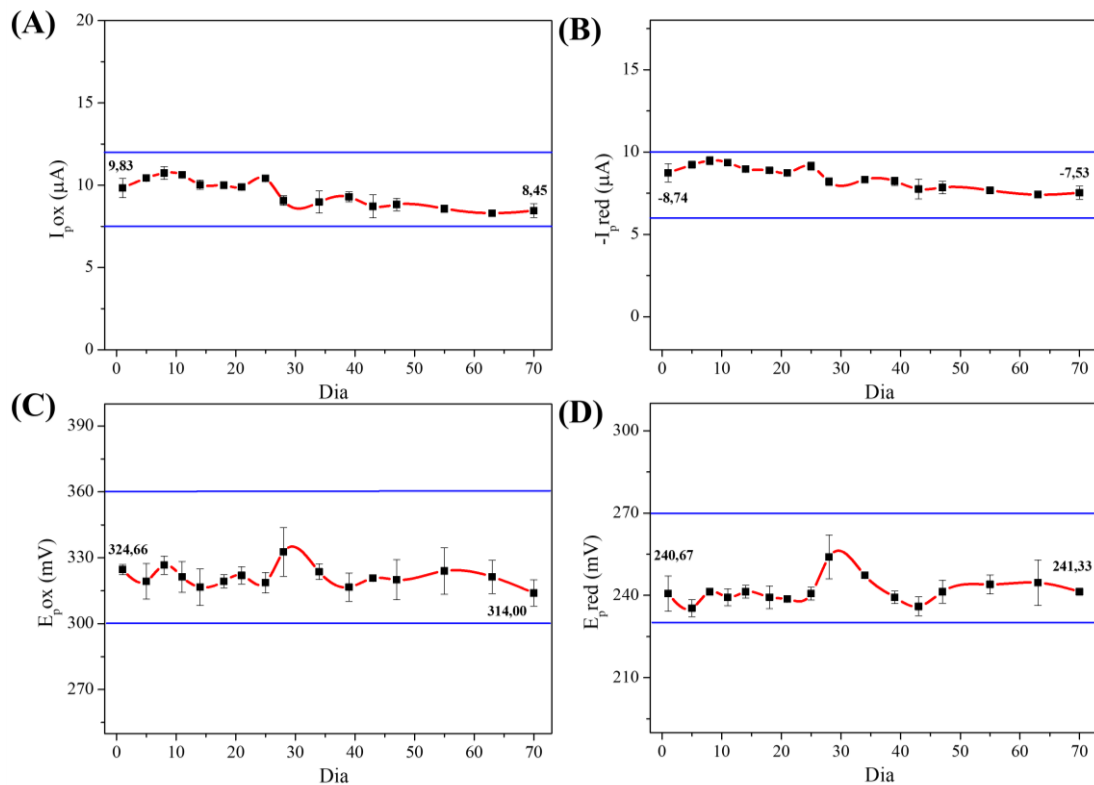 (A)
20
15
10
5
0
I_p ox (µA)
9,83
8,45
0 10 20 30 40 50 60 70
Dia
(B)
15
10
5
0
-I_p red (µA)
-8,74
-7,53
0 10 20 30 40 50 60 70
Dia
(C)
390
360
330
300
270
E_p ox (mV)
324,66
314,00
0 10 20 30 40 50 60 70
Dia
(D)
300
270
240
210
E_p red (mV)
240,67
241,33
0 10 20 30 40 50 60 70
Dia